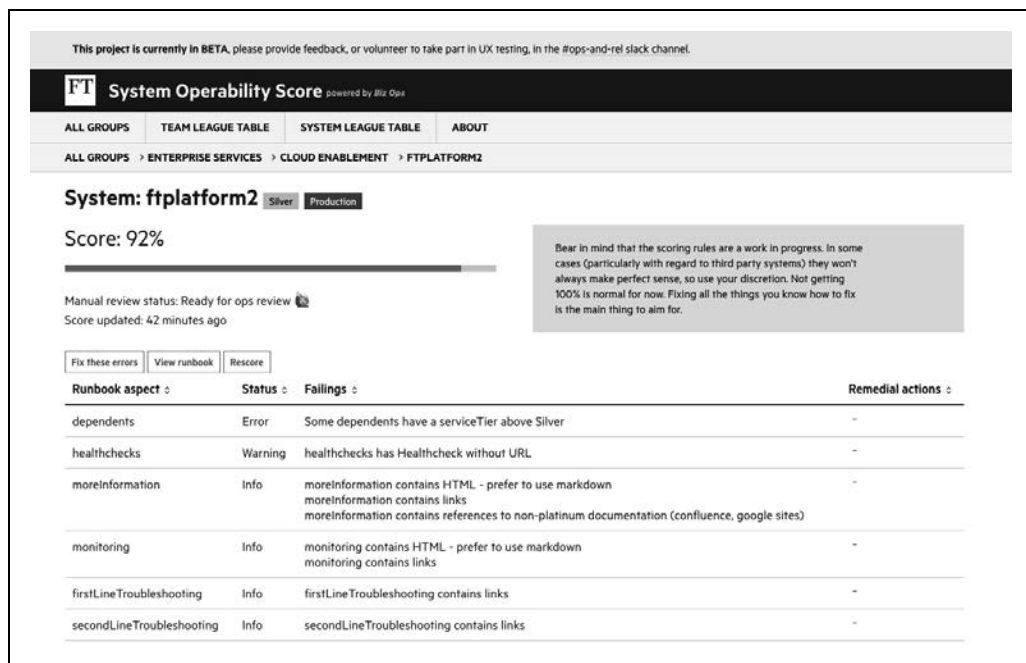 This project is currently in BETA, please provide feedback, or volunteer to take part in UX testing, in the #ops-and-rel slack channel.
FT System Operability Score powered by Biz Ops
ALL GROUPS TEAM LEAGUE TABLE SYSTEM LEAGUE TABLE ABOUT
ALL GROUPS > ENTERPRISE SERVICES > CLOUD ENABLEMENT > FTPLATFORM2
System: ftplatform2 Silver Production
Score: 92%
Bear in mind that the scoring rules are a work in progress. In some
cases (particularly with regard to third party systems) they won't
always make perfect sense, so use your discretion. Not getting
100% is normal for now. Fixing all the things you know how to fix
is the main thing to aim for.
Manual review status: Ready for ops review
Score updated: 42 minutes ago
Fix these errors View runbook Rescore
Runbook aspect Status Failings Remedial actions
dependents Error Some dependents have a serviceTier above Silver -
healthchecks Warning healthchecks has Healthcheck without URL -
moreInformation Info moreInformation contains HTML - prefer to use markdown -
moreInformation contains links
moreInformation contains references to non-platinum documentation (confluence, google sites)
monitoring Info monitoring contains HTML - prefer to use markdown -
monitoring contains links
firstLineTroubleshooting Info firstLineTroubleshooting contains links -
secondLineTroubleshooting Info secondLineTroubleshooting contains links -